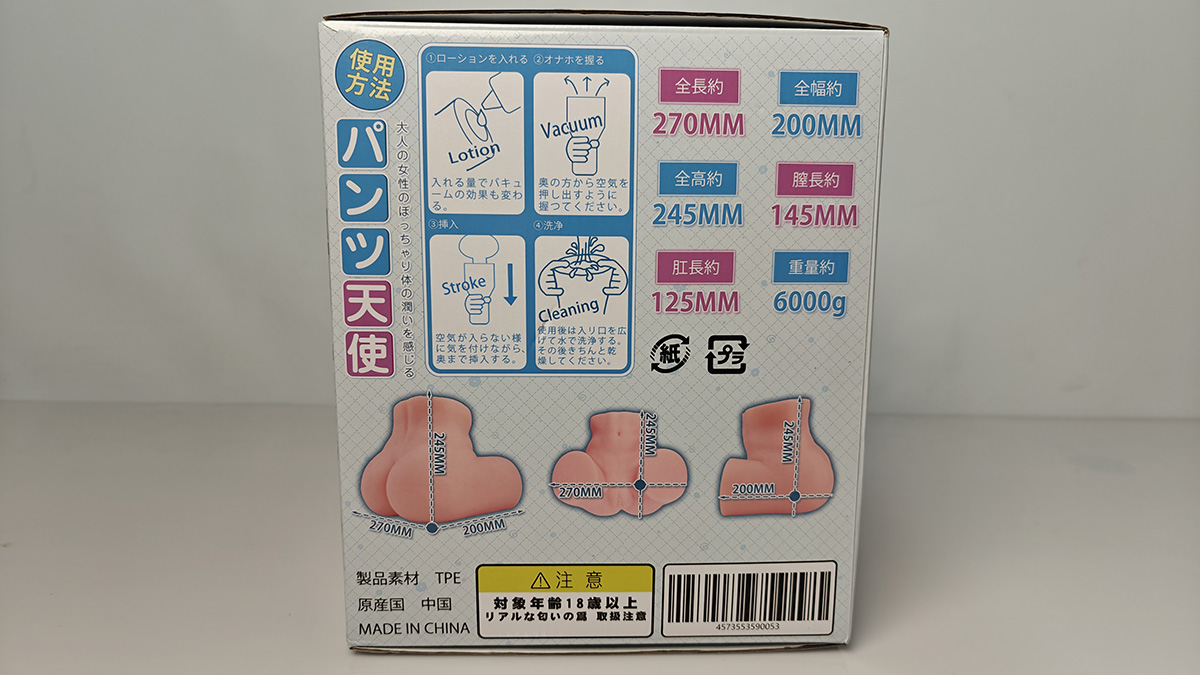 使用
方法
パンツ天使
大人の女性のぽっちゃり体の潤いを感じる
①ローションを入れる
Lotion
入れる量でバキュ
ームの効果も変わ
る。
②オナホを握る
Vacuum
奥の方から空気を
押し出すように
握つてください。
③挿入
Stroke
空気が入らない様
に気を付けながら、
奥まで挿入する。
④洗浄
Cleaning
使用後は入り口を広
げて水で洗浄する。
その後きちんと乾
燥してください。
全長約
270MM
全幅約
200MM
全高約
245MM
膣長約
145MM
肛長約
125MM
重量約
6000g
紙
プラ
245MM
270MM
200MM
245MM
270MM
245MM
200MM
製品素材 TPE
原産国 中国
MADE IN CHINA
注意
対象年齢18歳以上
リアルな匂いの爲 取扱注意
4573553590053